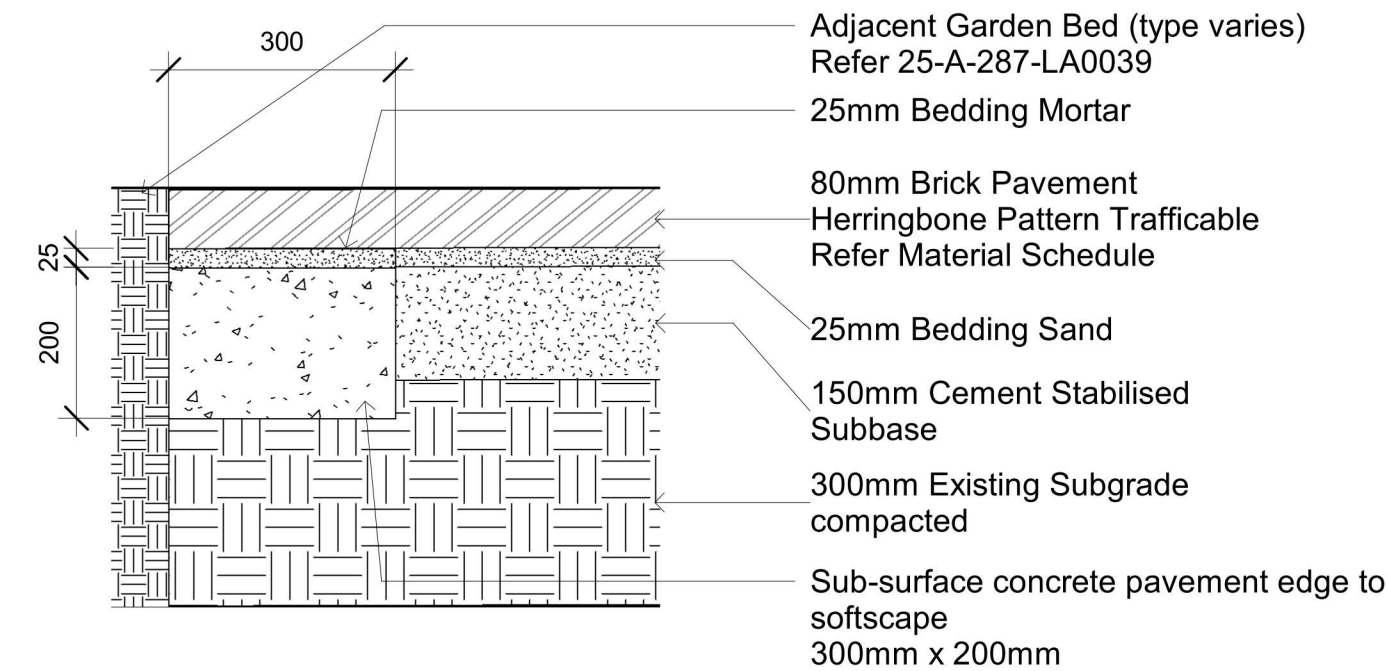 300
25
200
Adjacent Garden Bed (type varies)
Refer 25-A-287-LA0039
25mm Bedding Mortar
80mm Brick Pavement
Herringbone Pattern Trafficable
Refer Material Schedule
25mm Bedding Sand
150mm Cement Stabilised
Subbase
300mm Existing Subgrade
compacted
Sub-surface concrete pavement edge to
softscape
300mm x 200mm